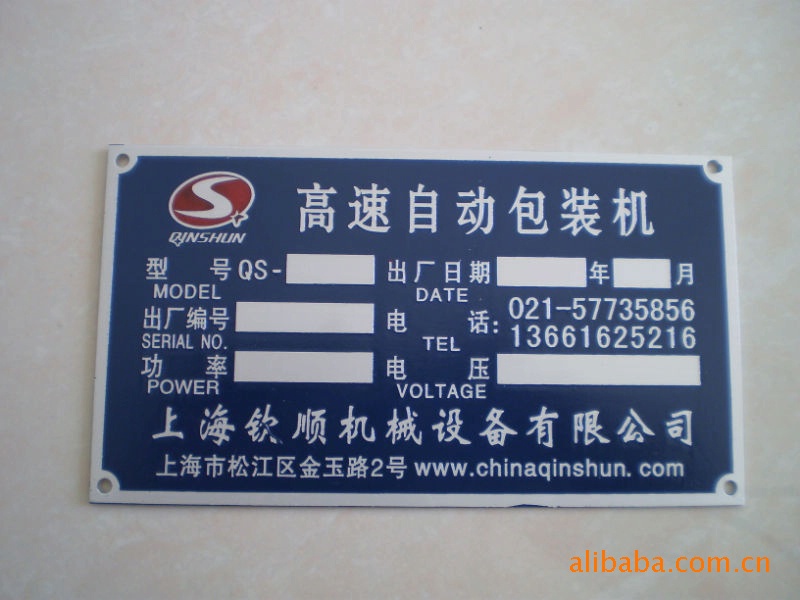 QINSHUN
高速自动包装机
型 号 QS- 出厂日期 年 月
MODEL DATE
出厂编号 电 话: 021-57735856
SERIAL NO. TEL 13661625216
功 率 电 压
POWER VOLTAGE
上海钦顺机械设备有限公司
上海市松江区金玉路2号 www.chinaqinshun.com
alibaba.com.cn